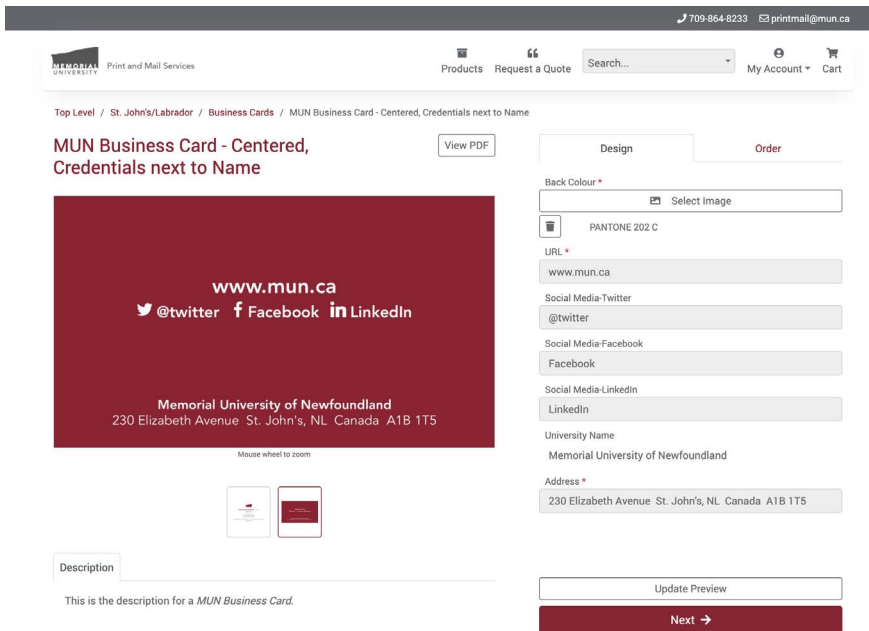 709-864-8233 printmail@mun.ca
MEMORIAL
UNIVERSITY
Print and Mail Services
Products
Request a Quote
Search...
My Account
Cart
Top Level / St. John's/Labrador / Business Cards / MUN Business Card - Centered, Credentials next to Name
MUN Business Card - Centered,
Credentials next to Name
View PDF
www.mun.ca
@twitter Facebook LinkedIn
Memorial University of Newfoundland
230 Elizabeth Avenue St. John's, NL Canada A1B 1T5
Mouse wheel to zoom
Description
This is the description for a MUN Business Card.
Design
Order
Back Colour *
Select Image
PANTONE 202 C
URL *
www.mun.ca
Social Media-Twitter
@twitter
Social Media-Facebook
Facebook
Social Media-LinkedIn
LinkedIn
University Name
Memorial University of Newfoundland
Address *
230 Elizabeth Avenue St. John's, NL Canada A1B 1T5
Update Preview
Next →